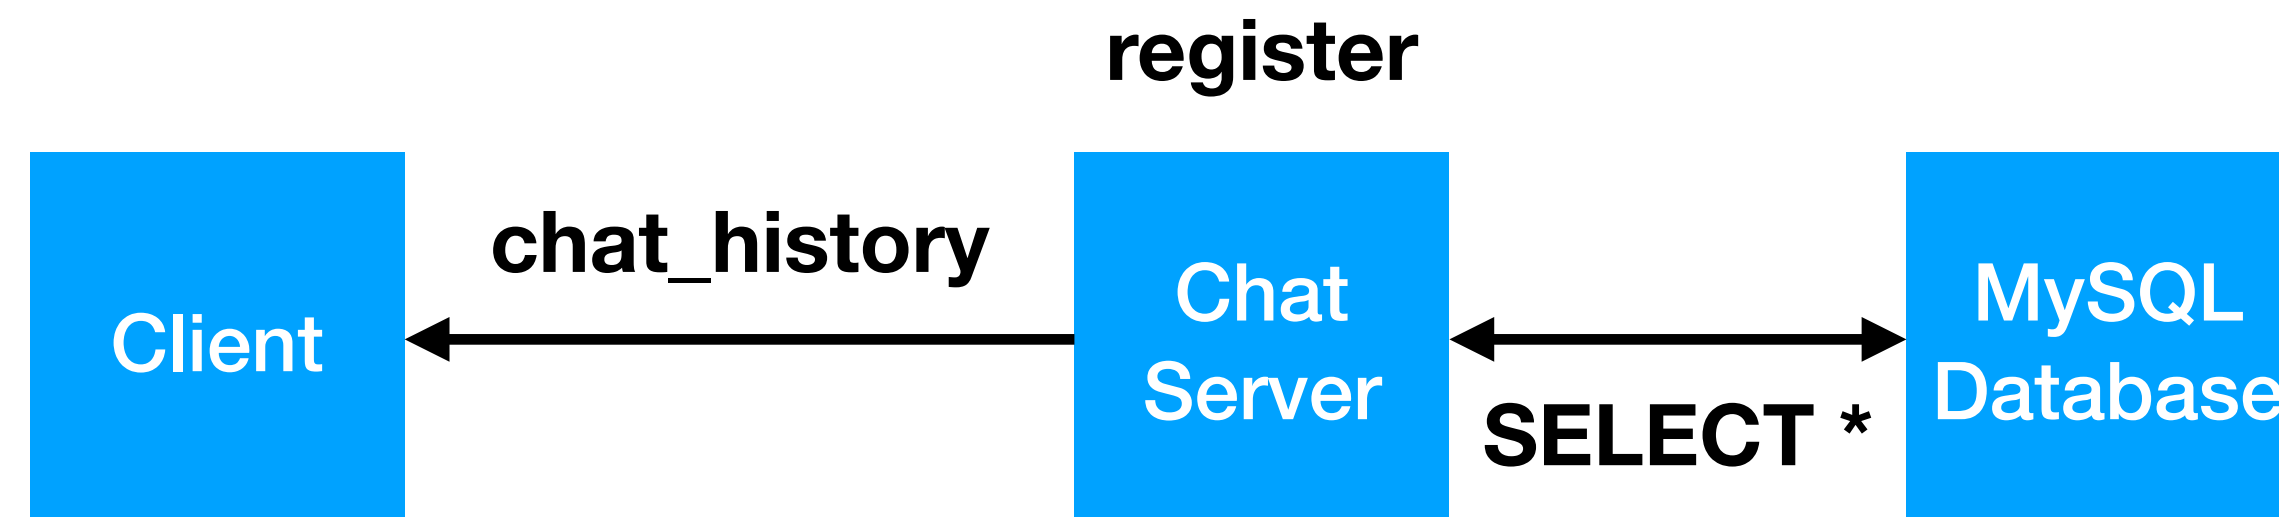 register
chat_history
Client
Chat
Server
SELECT *
MySQL
Database